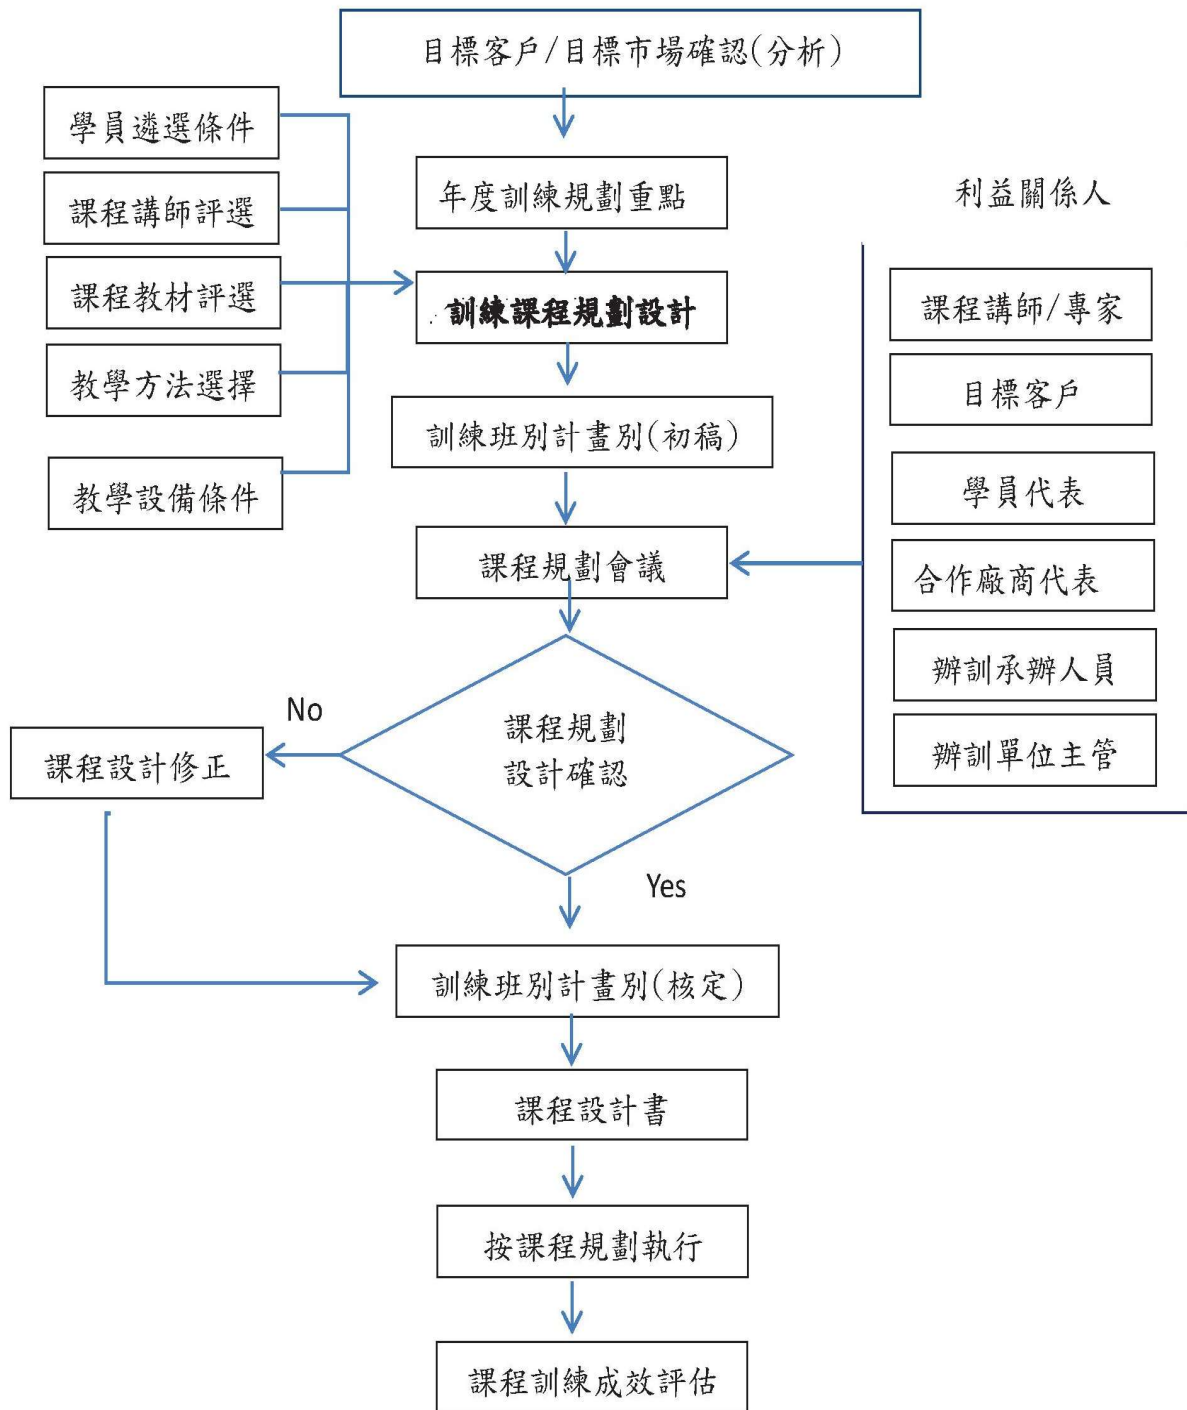 目標客戶/目標市場確認(分析)
學員遴選條件
課程講師評選
課程教材評選
教學方法選擇
教學設備條件
年度訓練規劃重點
訓練課程規劃設計
訓練班別計畫別(初稿)
課程規劃會議
利益關係人
課程講師/專家
目標客戶
學員代表
合作廠商代表
辦訓承辦人員
辦訓單位主管
課程規劃
設計確認
No
課程設計修正
Yes
訓練班別計畫別(核定)
課程設計書
按課程規劃執行
課程訓練成效評估